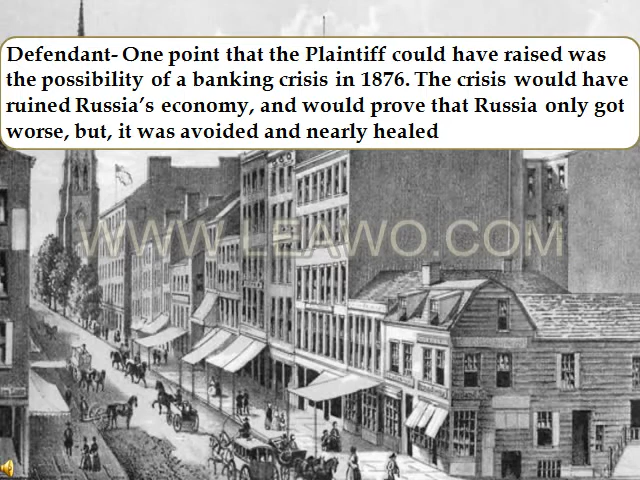 Defendant- One point that the Plaintiff could have raised was
the possibility of a banking crisis in 1876. The crisis would have
ruined Russia's economy, and would prove that Russia only got
worse, but, it was avoided and nearly healed
WWW.LEAWO.COM